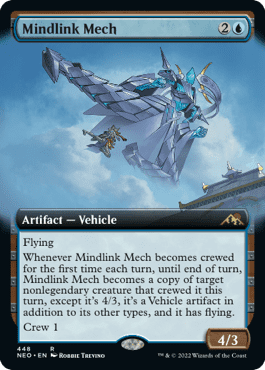 Mindlink Mech 2
Artifact — Vehicle
Flying
Whenever Mindlink Mech becomes crewed
for the first time each turn, until end of turn,
Mindlink Mech becomes a copy of target
nonlegendary creature that crewed it this
turn, except it's 4/3, it's a Vehicle artifact in
addition to its other types, and it has flying.
Crew 1
4/3
448 R
NEO • EN Robbie Trevino ™ & © 2022 Wizards of the Coast